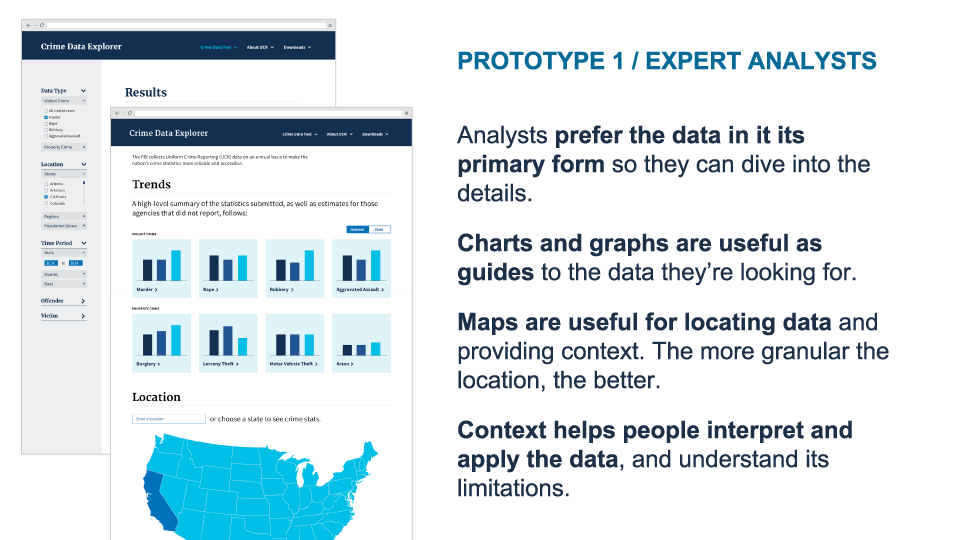 Crime Data Explorer
Crime Data Tool
About UCR
Downloads
Data Type
Violent Crime
All violent crime
Murder
Rape
Robbery
Aggravated assault
Property Crime
Location
States
Arizona
Arkansas
California
Colorado
Regions
Population Group
Time Period
Years
2014 to 2014
Months
Days
Offender
Victim
Results
Crime Data Explorer
Crime Data Tool
About UCR
Downloads
The FBI collects Uniform Crime Reporting (UCR) data on an annual basis to make the
nation's crime statistics more reliable and accessible.
Trends
A high-level summary of the statistics submitted, as well as estimates for those
agencies that did not report, follows:
National State
VIOLENT CRIME
Murder > Rape > Robbery > Aggravated Assault >
PROPERTY CRIME
Burglary > Larceny Theft > Motor Vehicle Theft > Arson >
Location
Enter a location or choose a state to see crime stats.
PROTOTYPE 1 / EXPERT ANALYSTS
Analysts prefer the data in it its
primary form so they can dive into the
details.
Charts and graphs are useful as
guides to the data they're looking for.
Maps are useful for locating data and
providing context. The more granular the
location, the better.
Context helps people interpret and
apply the data, and understand its
limitations.